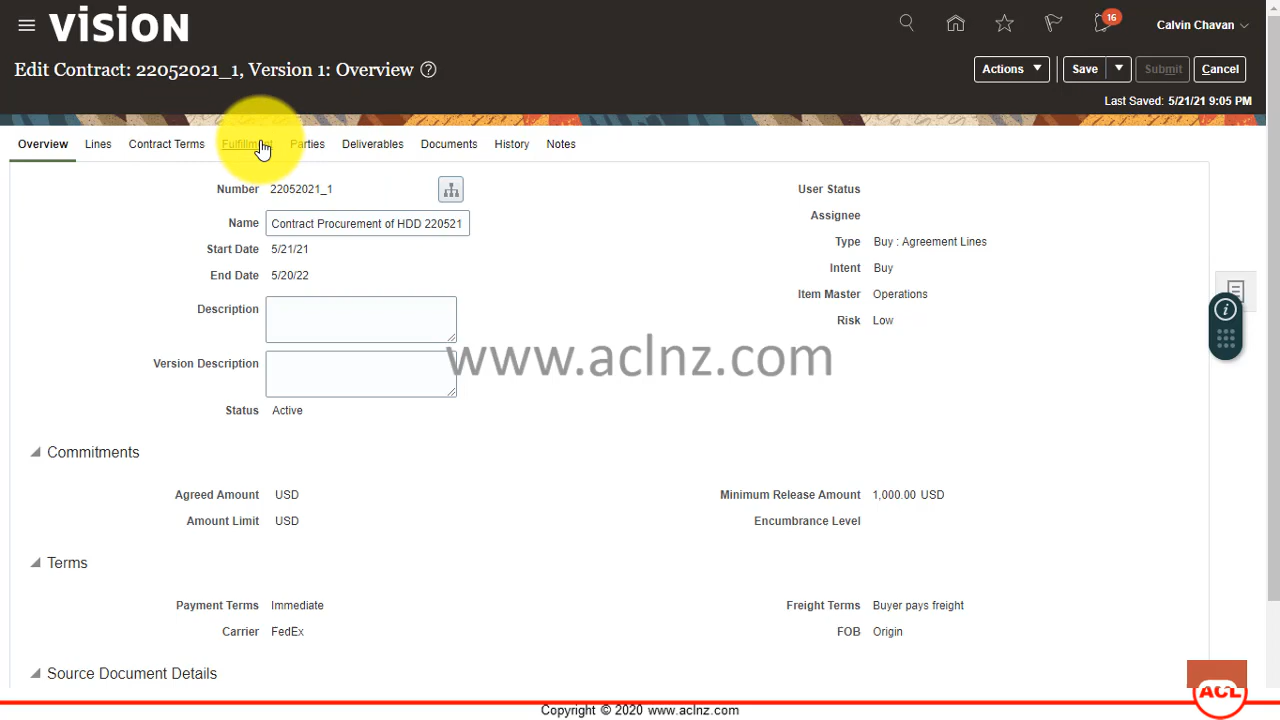 VISION
16
Calvin Chavan
Edit Contract: 22052021_1, Version 1: Overview ?
Actions
Save
Submit
Cancel
Last Saved: 5/21/21 9:05 PM
Overview Lines Contract Terms Fulfillment Parties Deliverables Documents History Notes
Number 22052021_1
User Status
Name Contract Procurement of HDD 220521
Assignee
Start Date 5/21/21
Type Buy : Agreement Lines
End Date 5/20/22
Intent Buy
Description
Item Master Operations
Risk Low
Version Description
www.aclnz.com
Status Active
Commitments
Agreed Amount USD
Minimum Release Amount 1,000.00 USD
Amount Limit USD
Encumbrance Level
Terms
Payment Terms Immediate
Freight Terms Buyer pays freight
Carrier FedEx
FOB Origin
Source Document Details
ACL
Copyright © 2020 www.aclnz.com